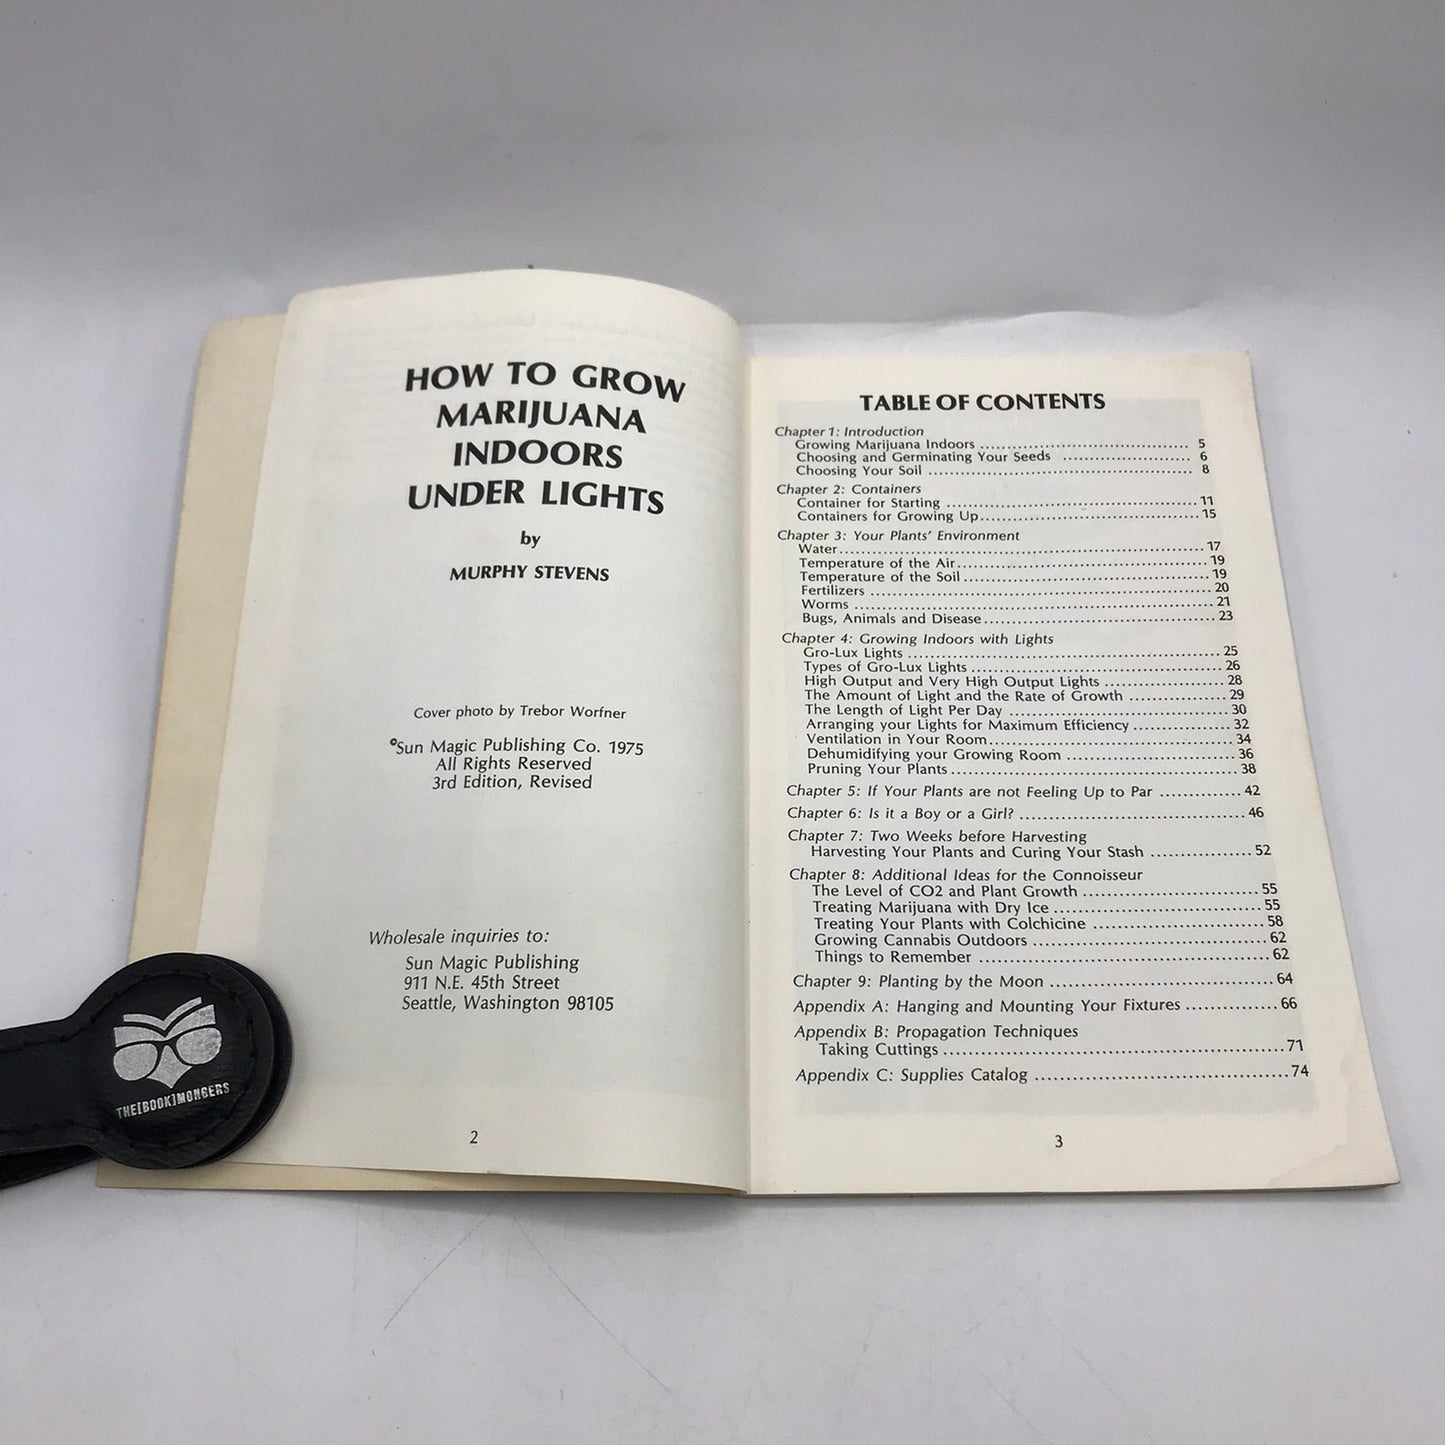 HOW TO GROW
MARIJUANA
INDOORS
UNDER LIGHTS
by
MURPHY STEVENS
Cover photo by Trebor Worfner
©Sun Magic Publishing Co. 1975
All Rights Reserved
3rd Edition, Revised
Wholesale inquiries to:
Sun Magic Publishing
911 N.E. 45th Street
Seattle, Washington 98105
2
THE[BOOK]MONGERS
TABLE OF CONTENTS
Chapter 1: Introduction
Growing Marijuana Indoors ........ 5
Choosing and Germinating Your Seeds ........ 6
Choosing Your Soil ........ 8
Chapter 2: Containers
Container for Starting ........ 11
Containers for Growing Up ........ 15
Chapter 3: Your Plants' Environment
Water ........ 17
Temperature of the Air ........ 19
Temperature of the Soil ........ 19
Fertilizers ........ 20
Worms ........ 21
Bugs, Animals and Disease ........ 23
Chapter 4: Growing Indoors with Lights
Gro-Lux Lights ........ 25
Types of Gro-Lux Lights ........ 26
High Output and Very High Output Lights ........ 28
The Amount of Light and the Rate of Growth ........ 29
The Length of Light Per Day ........ 30
Arranging your Lights for Maximum Efficiency ........ 32
Ventilation in Your Room ........ 34
Dehumidifying your Growing Room ........ 36
Pruning Your Plants ........ 38
Chapter 5: If Your Plants are not Feeling Up to Par ........ 42
Chapter 6: Is it a Boy or a Girl? ........ 46
Chapter 7: Two Weeks before Harvesting
Harvesting Your Plants and Curing Your Stash ........ 52
Chapter 8: Additional Ideas for the Connoisseur
The Level of CO2 and Plant Growth ........ 55
Treating Marijuana with Dry Ice ........ 55
Treating Your Plants with Colchicine ........ 58
Growing Cannabis Outdoors ........ 62
Things to Remember ........ 62
Chapter 9: Planting by the Moon ........ 64
Appendix A: Hanging and Mounting Your Fixtures ........ 66
Appendix B: Propagation Techniques
Taking Cuttings ........ 71
Appendix C: Supplies Catalog ........ 74
3